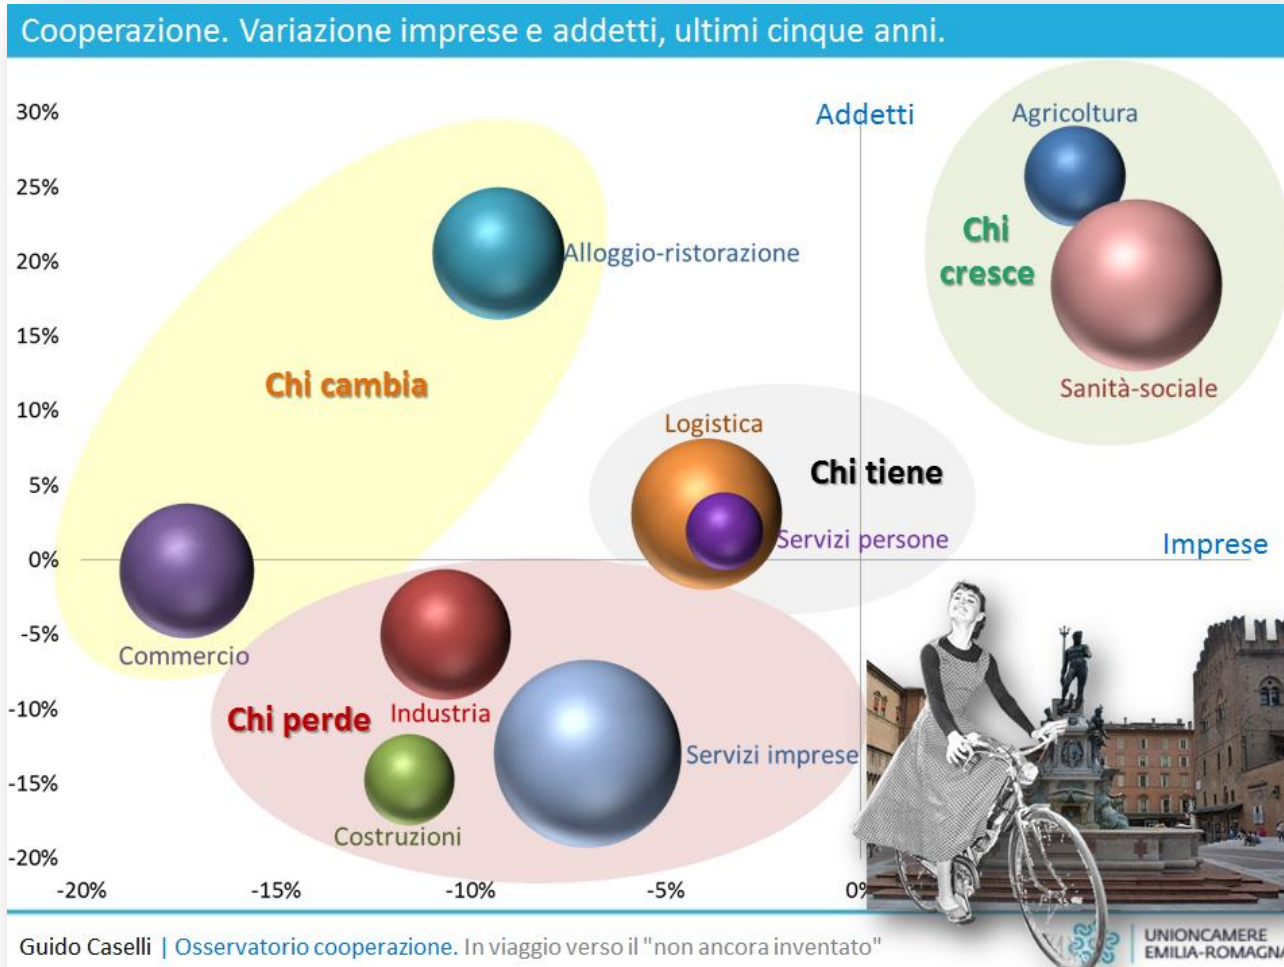 Cooperazione. Variazione imprese e addetti, ultimi cinque anni.
30%
Addetti
Agricoltura
25%
Chi
cresce
20%
Alloggio-ristorazione
15%
Chi cambia
Sanità-sociale
10%
Logistica
Chi tiene
5%
Servizi persone
0%
Imprese
-5%
Commercio
-10%
Chi perde
Industria
Servizi imprese
-15%
Costruzioni
-20%
-20%
-15%
-10%
-5%
0%
Guido Caselli | Osservatorio cooperazione. In viaggio verso il "non ancora inventato"
UNIONCAMERE
EMILIA-ROMAGNA